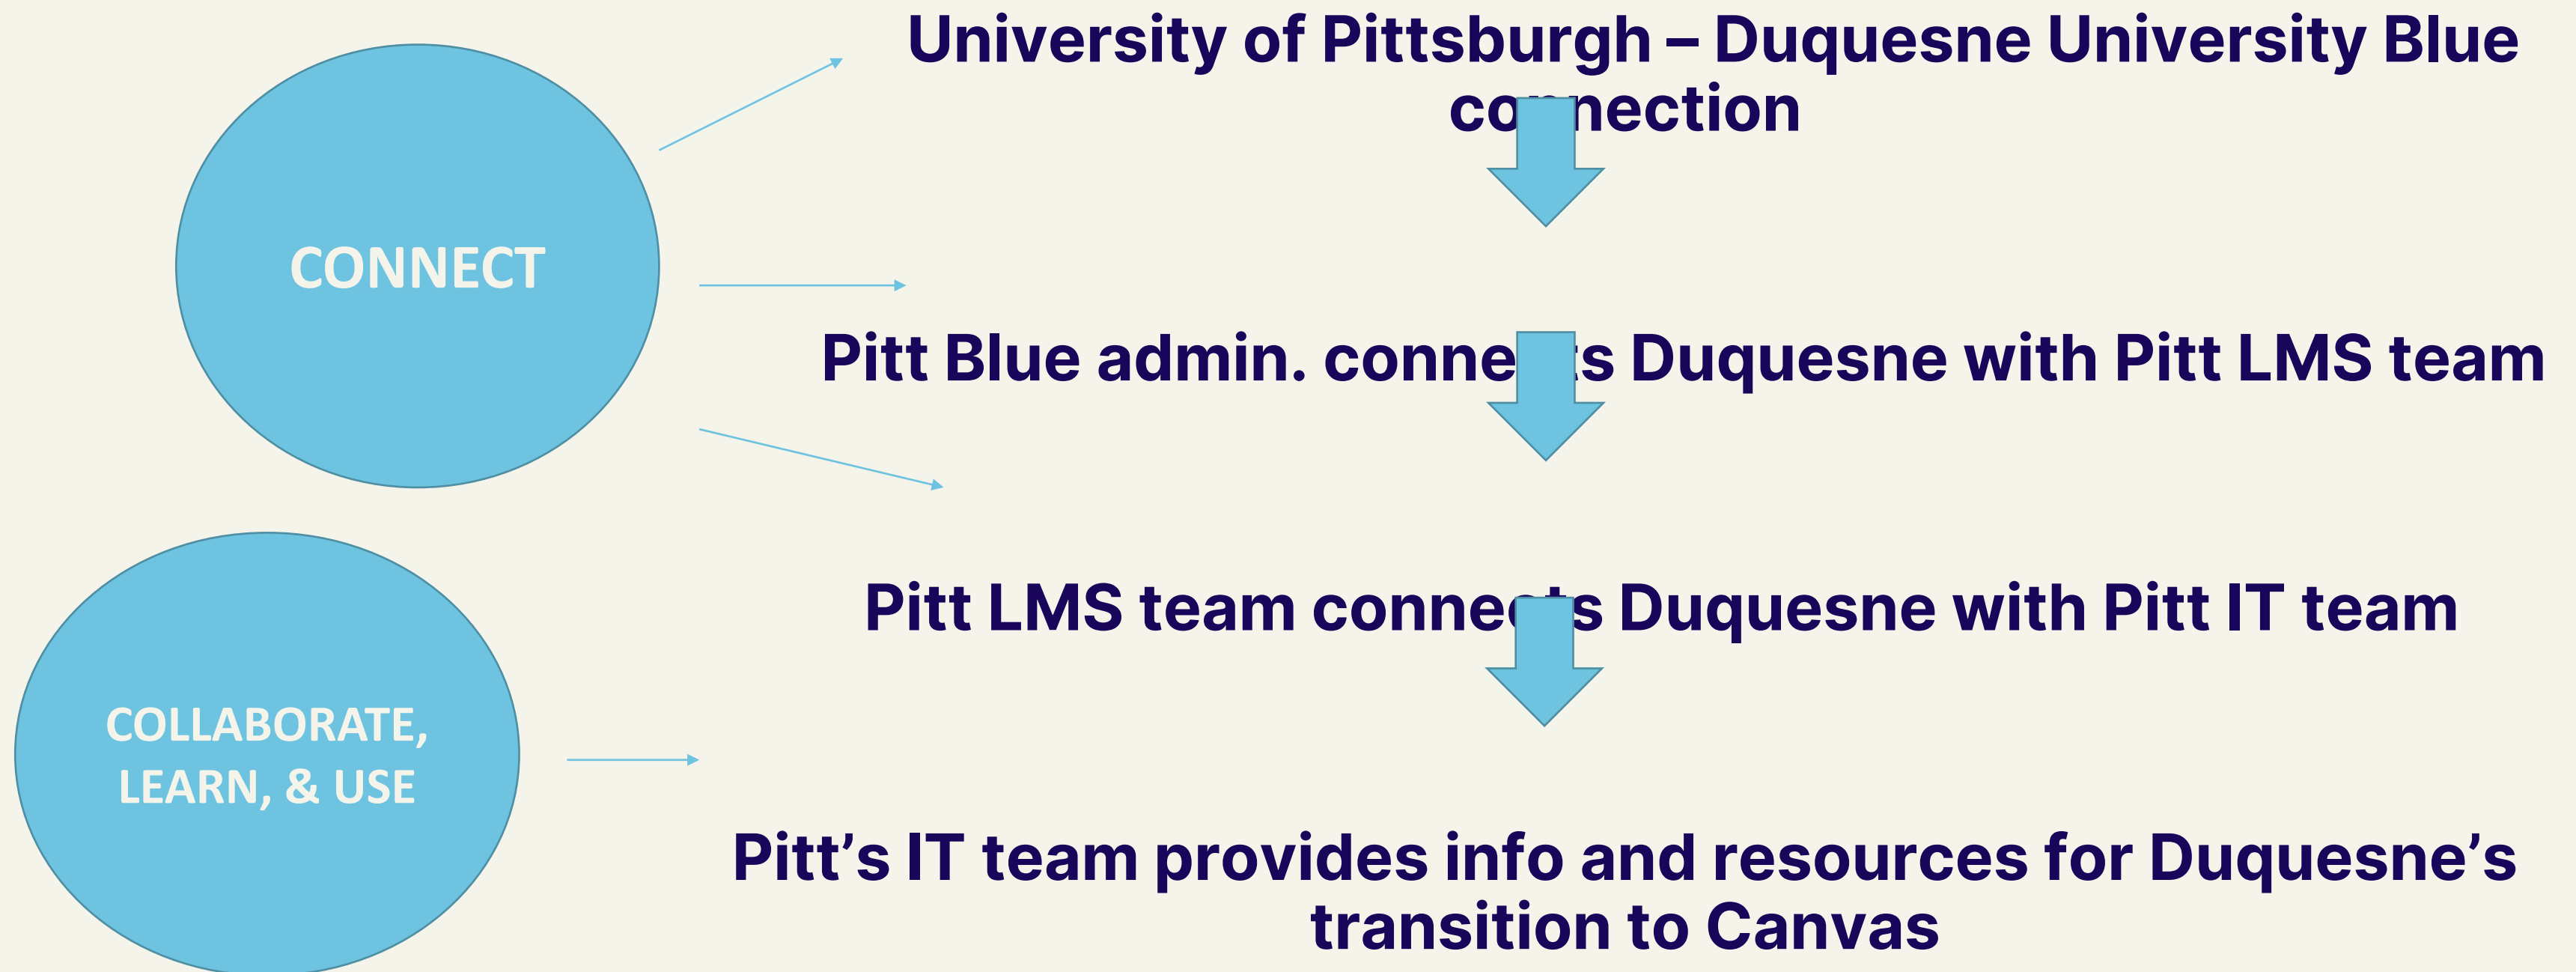 University of Pittsburgh – Duquesne University Blue
connection
CONNECT
Pitt Blue admin. connects Duquesne with Pitt LMS team
Pitt LMS team connects Duquesne with Pitt IT team
COLLABORATE,
LEARN, & USE
Pitt’s IT team provides info and resources for Duquesne’s
transition to Canvas